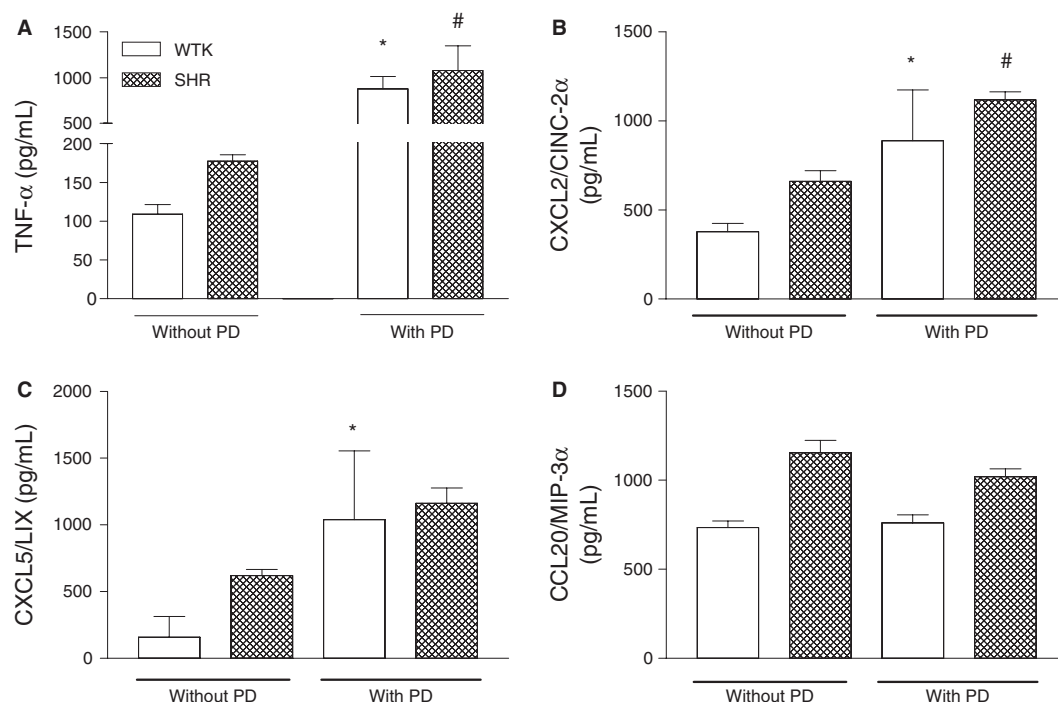 A
TNF-α (pg/mL)
1500
1000
500
200
150
100
50
0
WTK
SHR
*
#
Without PD
With PD
B
CXCL2/CINC-2α
(pg/mL)
1500
1000
500
0
*
#
Without PD
With PD
C
CXCL5/LIX (pg/mL)
2000
1500
1000
500
0
*
Without PD
With PD
D
CCL20/MIP-3α
(pg/mL)
1500
1000
500
0
Without PD
With PD